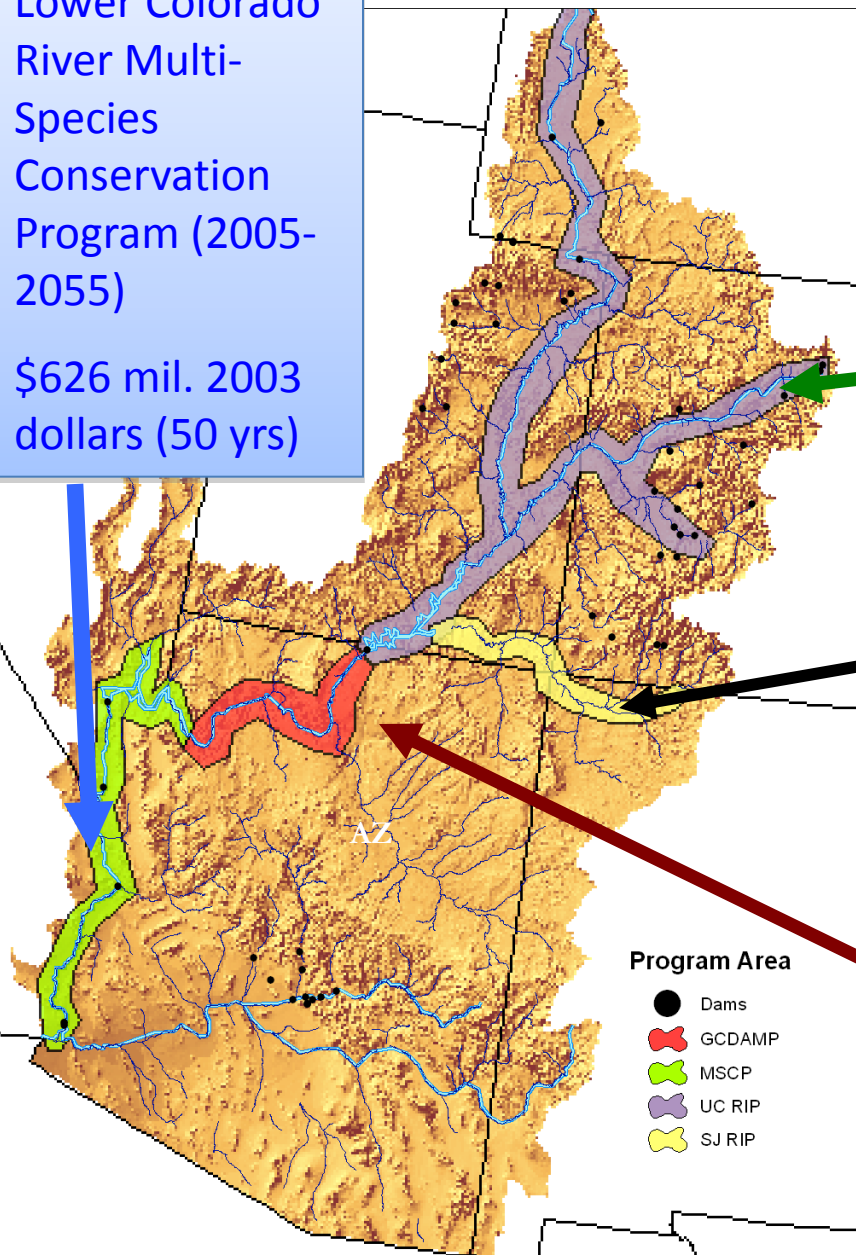 Lower Colorado
River Multi-
Species
Conservation
Program (2005-
2055)
$626 mil. 2003
dollars (50 yrs)
AZ
Program Area
Dams
GCDAMP
MSCP
UC RIP
SJ RIP